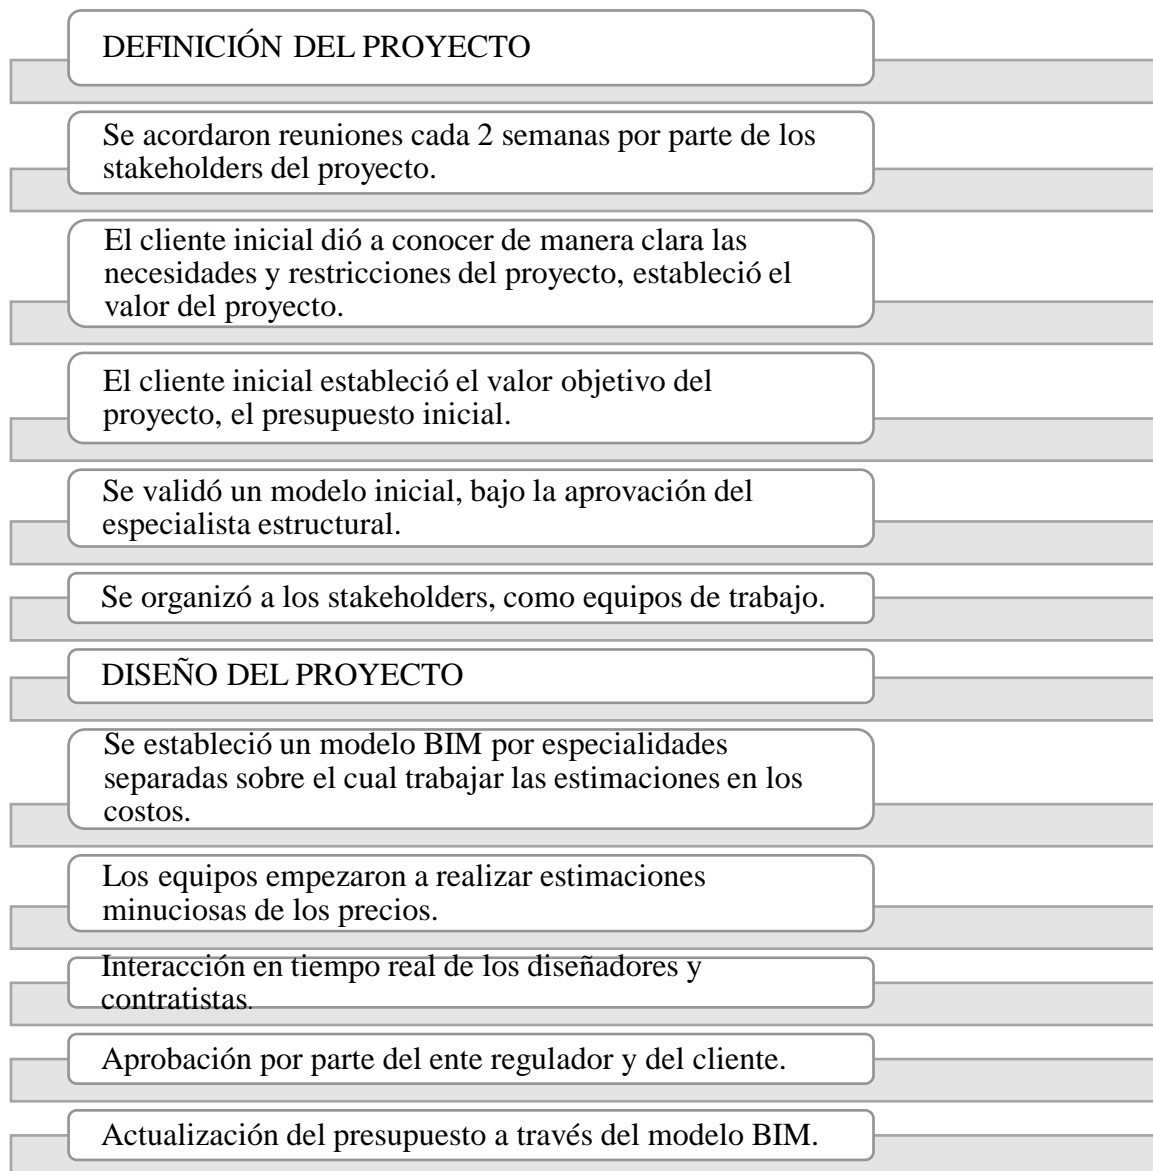 DEFINICIÓN DEL PROYECTO
Se acordaron reuniones cada 2 semanas por parte de los
stakeholders del proyecto.
El cliente inicial dió a conocer de manera clara las
necesidades y restricciones del proyecto, estableció el
valor del proyecto.
El cliente inicial estableció el valor objetivo del
proyecto, el presupuesto inicial.
Se validó un modelo inicial, bajo la aprovación del
especialista estructural.
Se organizó a los stakeholders, como equipos de trabajo.
DISEÑO DEL PROYECTO
Se estableció un modelo BIM por especialidades
separadas sobre el cual trabajar las estimaciones en los
costos.
Los equipos empezaron a realizar estimaciones
minuciosas de los precios.
Interacción en tiempo real de los diseñadores y
contratistas.
Aprobación por parte del ente regulador y del cliente.
Actualización del presupuesto a través del modelo BIM.